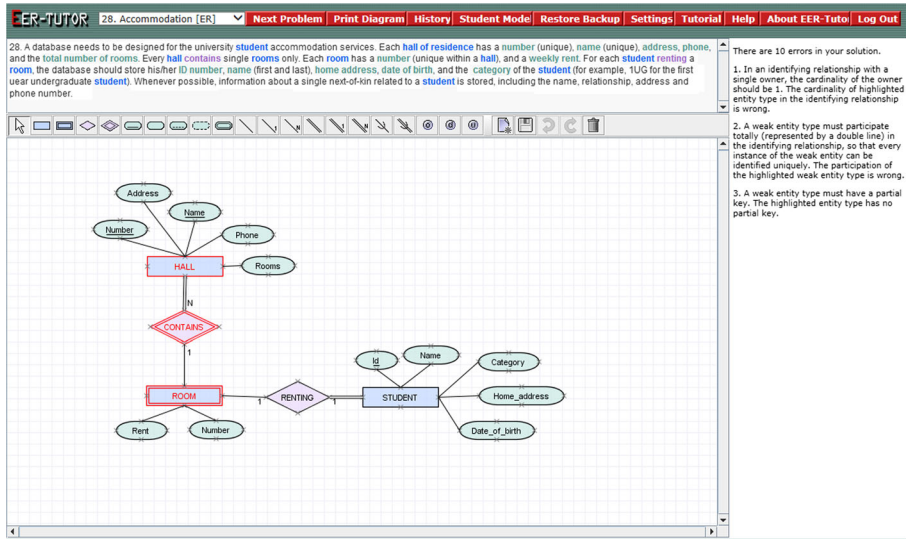 EER-TUTOR
28. Accommodation [ER]
Next Problem Print Diagram History Student Model Restore Backup Settings Tutorial Help About EER-Tuto Log Out
28. A database needs to be designed for the university student accommodation services. Each hall of residence has a number (unique), name (unique), address, phone,
and the total number of rooms. Every hall contains single rooms only. Each room has a number (unique within a hall), and a weekly rent. For each student renting a
room, the database should store his/her ID number, name (first and last), home address, date of birth, and the category of the student (for example, 1UG for the first
uear undergraduate student). Whenever possible, information about a single next-of-kin related to a student is stored, including the name, relationship, address and
phone number.
There are 10 errors in your solution.
1. In an identifying relationship with a
single owner, the cardinality of the owner
should be 1. The cardinality of highlighted
entity type in the identifying relationship
is wrong.
2. A weak entity type must participate
totally (represented by a double line) in
the identifying relationship, so that every
instance of the weak entity can be
identified uniquely. The participation of
the highlighted weak entity type is wrong.
3. A weak entity type must have a partial
key. The highlighted entity type has no
partial key.
1
N
1
N
d
Address
Name
Number
Phone
HALL
Rooms
N
CONTAINS
1
Id
Name
Category
ROOM
1
RENTING
1
STUDENT
Home_address
Rent
Number
Date_of_birth